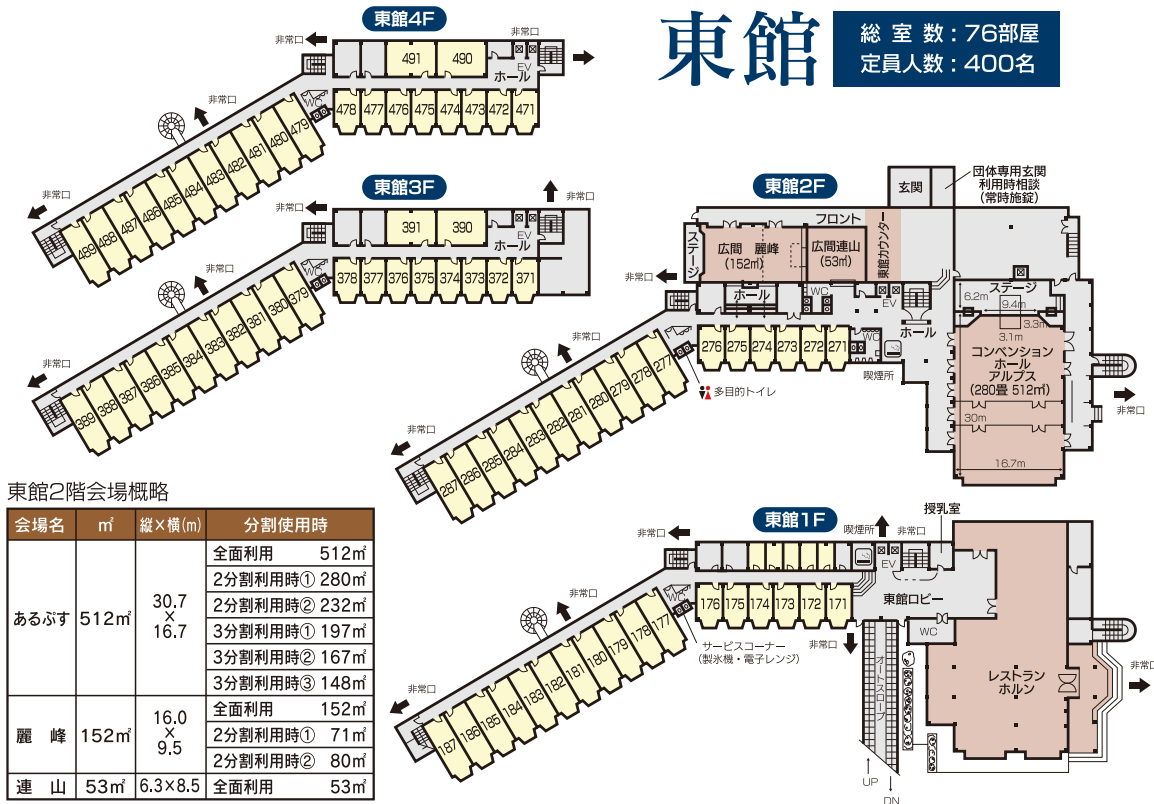 東館
総室数：76部屋
定員人数：400名
東館4F
非常口
非常口
491
490
EV
ホール
WC
非常口
非常口
478
477
476
475
474
473
472
471
479
480
481
482
483
484
485
486
487
488
489
東館3F
非常口
非常口
391
390
EV
ホール
WC
非常口
非常口
378
377
376
375
374
373
372
371
379
380
381
382
383
384
385
386
387
388
389
東館2F
玄関
団体専用玄関
利用時相談
(常時施錠)
フロント
東館カウンター
ステージ
広間 麗峰
(152㎡)
広間連山
(53㎡)
非常口
ホール
WC
EV
ホール
WC
喫煙所
ステージ
6.2m
9.4m
3.3m
3.1m
コンベンション
ホール
アルプス
(280畳 512㎡)
30m
16.7m
非常口
276
275
274
273
272
271
277
278
279
280
281
282
283
284
285
286
287
非常口
非常口
多目的トイレ
東館1F
非常口
喫煙所
非常口
授乳室
EV
東館ロビー
WC
WC
176
175
174
173
172
171
177
178
179
180
181
182
183
184
185
186
187
非常口
非常口
サービスコーナー
(製氷機・電子レンジ)
非常口
オートスロープ
UP
DN
レストラン
ホルン
非常口
東館2階会場概略
会場名 ㎡ 縦×横(m) 分割使用時
あるぷす 512㎡ 30.7×16.7
全面利用 512㎡
2分割利用時① 280㎡
2分割利用時② 232㎡
3分割利用時① 197㎡
3分割利用時② 167㎡
3分割利用時③ 148㎡
麗峰 152㎡ 16.0×9.5
全面利用 152㎡
2分割利用時① 71㎡
2分割利用時② 80㎡
連山 53㎡ 6.3×8.5 全面利用 53㎡